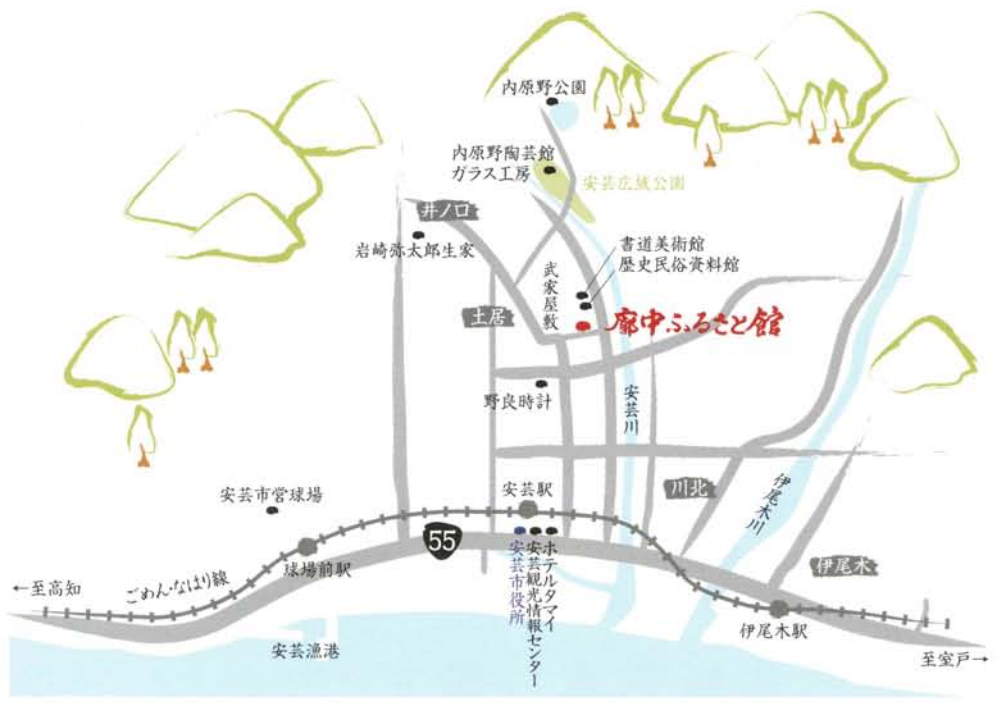 内原野公園
内原野陶芸館
ガラス工房
安芸広域公園
井ノ口
岩崎弥太郎生家
書道美術館
歴史民俗資料館
武家屋敷
土居
廓中ふるさと館
野良時計
安芸川
安芸市営球場
安芸駅
川北
伊尾木川
55
球場前駅
ホテルタマイ
安芸観光情報センター
安芸市役所
伊尾木
←至高知
ごめん・なはり線
安芸漁港
伊尾木駅
至室戸→